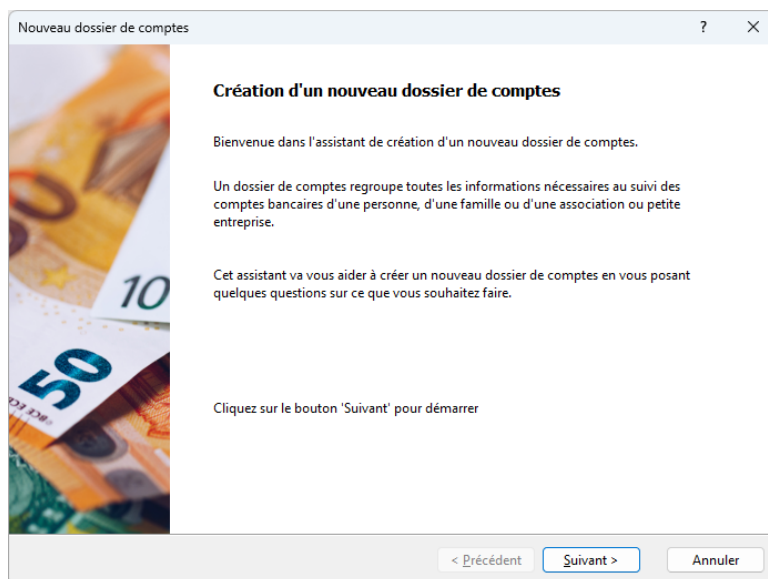 Nouveau dossier de comptes
?
Création d'un nouveau dossier de comptes
Bienvenue dans l'assistant de création d'un nouveau dossier de comptes.
Un dossier de comptes regroupe toutes les informations nécessaires au suivi des
comptes bancaires d'une personne, d'une famille ou d'une association ou petite
entreprise.
Cet assistant va vous aider à créer un nouveau dossier de comptes en vous posant
quelques questions sur ce que vous souhaitez faire.
10
50
Cliquez sur le bouton 'Suivant' pour démarrer
< Précédent
Suivant >
Annuler